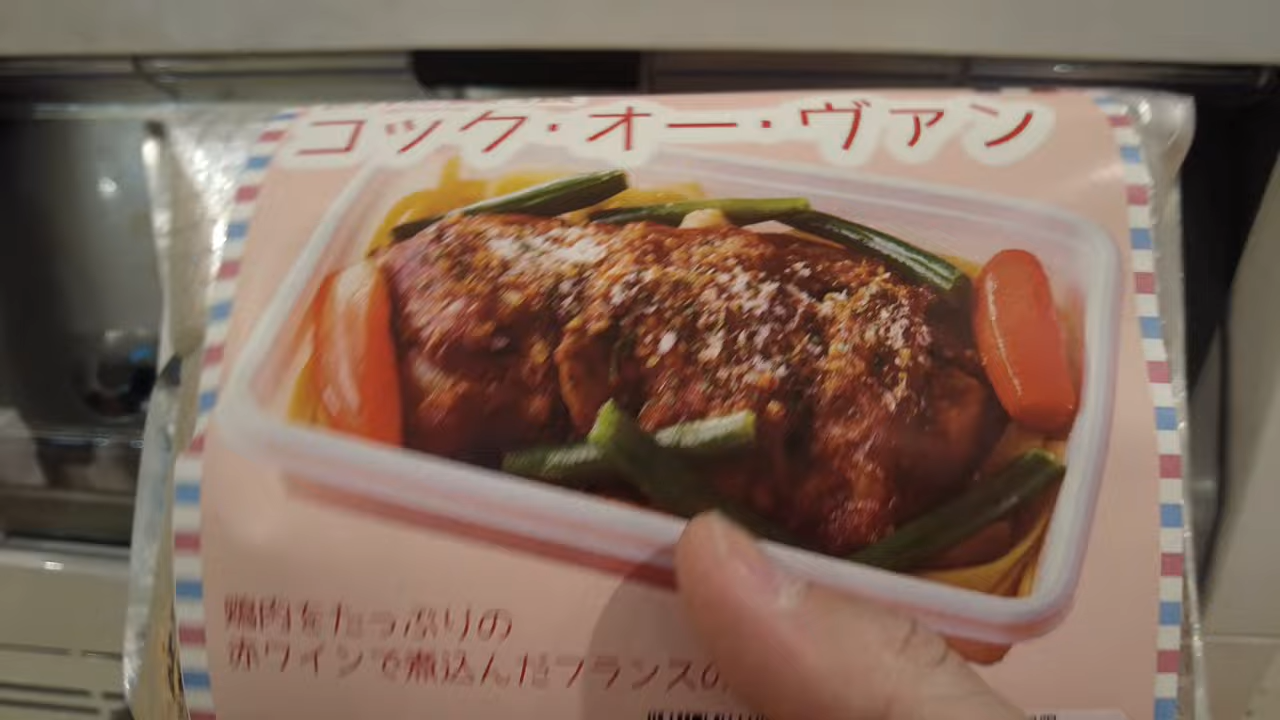 コック・オー・ヴァン
鶏肉をたっぷりの
赤ワインで煮込んだフランスの